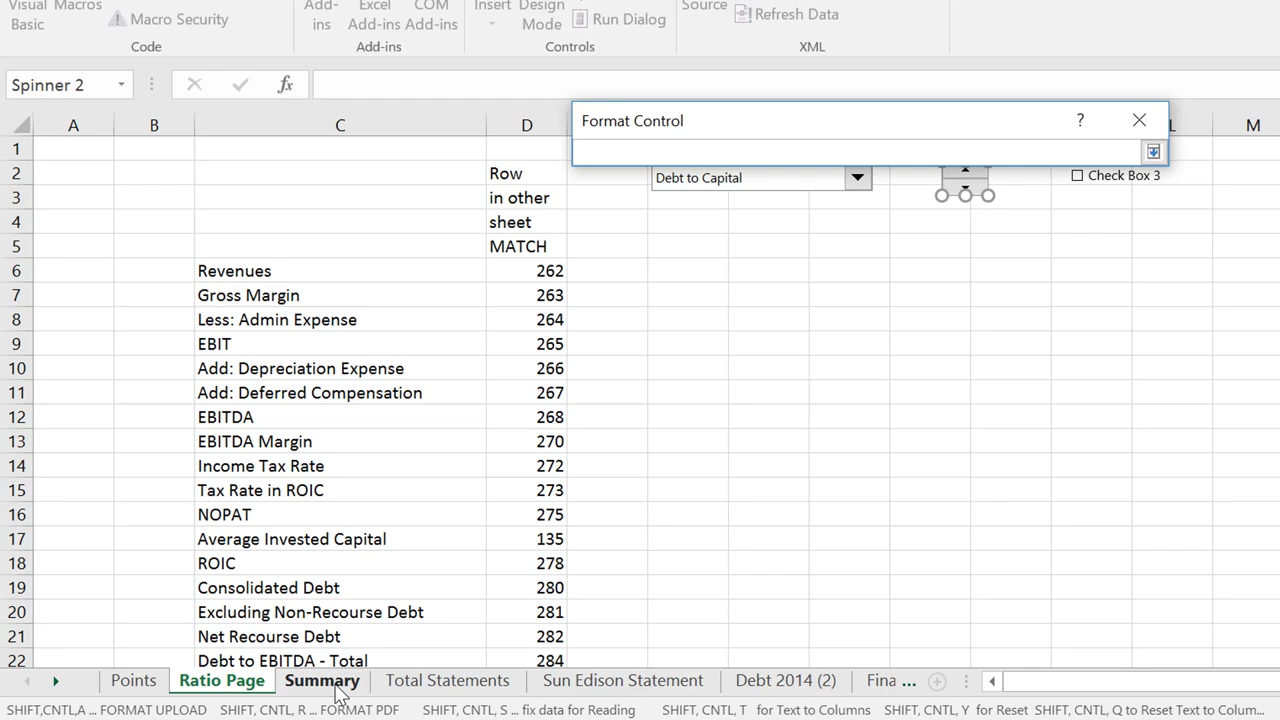 Visual Macros
Basic
Macro Security
Code
Add-
ins
Excel
Add-ins
COM
Add-ins
Add-ins
Insert
Design
Mode
Run Dialog
Controls
Source
Refresh Data
XML
Spinner 2
fx
Format Control
?
A B C D L M
1
2 Row Debt to Capital Check Box 3
3 in other
4 sheet
5 MATCH
6 Revenues 262
7 Gross Margin 263
8 Less: Admin Expense 264
9 EBIT 265
10 Add: Depreciation Expense 266
11 Add: Deferred Compensation 267
12 EBITDA 268
13 EBITDA Margin 270
14 Income Tax Rate 272
15 Tax Rate in ROIC 273
16 NOPAT 275
17 Average Invested Capital 135
18 ROIC 278
19 Consolidated Debt 280
20 Excluding Non-Recourse Debt 281
21 Net Recourse Debt 282
22 Debt to EBITDA - Total 284
Points Ratio Page Summary Total Statements Sun Edison Statement Debt 2014 (2) Fina ...
SHIFT,CNTL,A ... FORMAT UPLOAD SHIFT, CNTL, R ... FORMAT PDF SHIFT, CNTL, S ... fix data for Reading SHIFT, CNTL, T for Text to Columns SHIFT, CNTL, Y for Reset SHIFT, CNTL, Q to Reset Text to Colum...